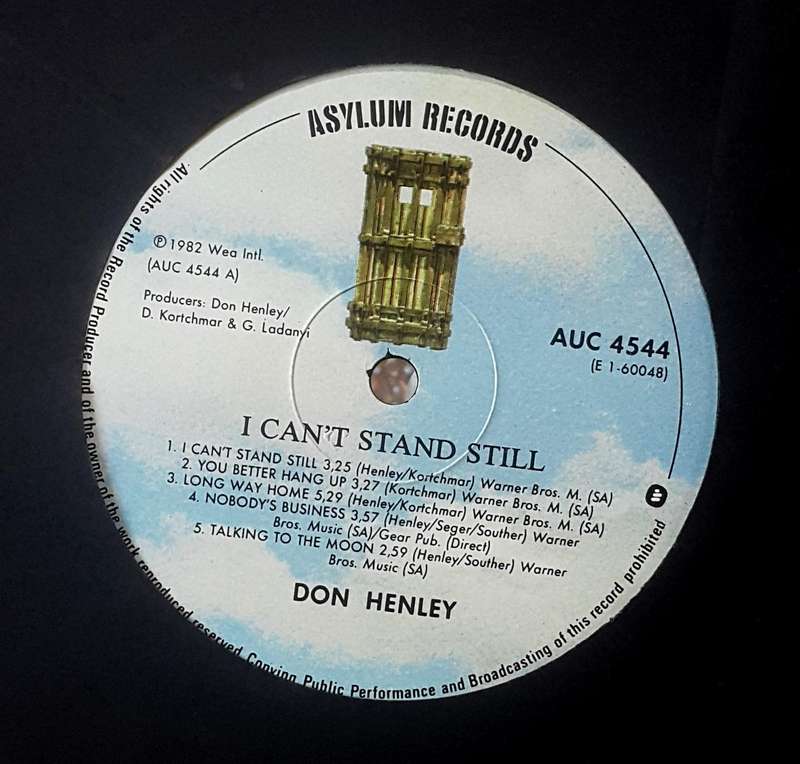 ASYLUM RECORDS
℗ 1982 Wea Intl.
(AUC 4544 A)
Producers: Don Henley/
D. Kortchmar & G. Ladanyi
AUC 4544
(E 1-60048)
I CAN'T STAND STILL
1. I CAN'T STAND STILL 3,25 (Henley/Kortchmar) Warner Bros. M. (SA)
2. YOU BETTER HANG UP 3,27 (Kortchmar) Warner Bros. M. (SA)
3. LONG WAY HOME 5,29 (Henley/Kortchmar) Warner Bros. M. (SA)
4. NOBODY'S BUSINESS 3,57 (Henley/Seger/Souther) Warner
Bros. Music (SA)/Gear Pub. (Direct)
5. TALKING TO THE MOON 2,59 (Henley/Souther) Warner
Bros. Music (SA)
DON HENLEY
All rights of the Record Producer and of the owner of the work reproduced reserved Copying Public Performance and Broadcasting of this record prohibited